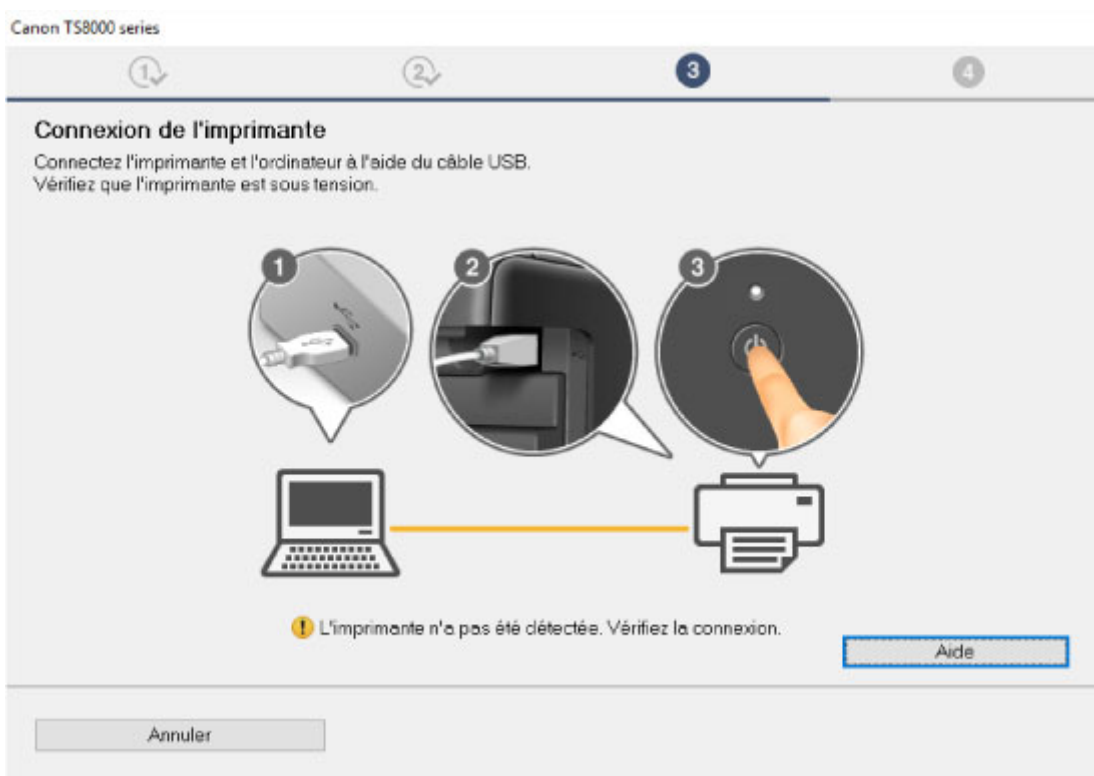 Canon TS8000 series
1
2
3
4
Connexion de l'imprimante
Connectez l'imprimante et l'ordinateur à l'aide du câble USB.
Vérifiez que l'imprimante est sous tension.
1
2
3
L'imprimante n'a pas été détectée. Vérifiez la connexion.
Aide
Annuler